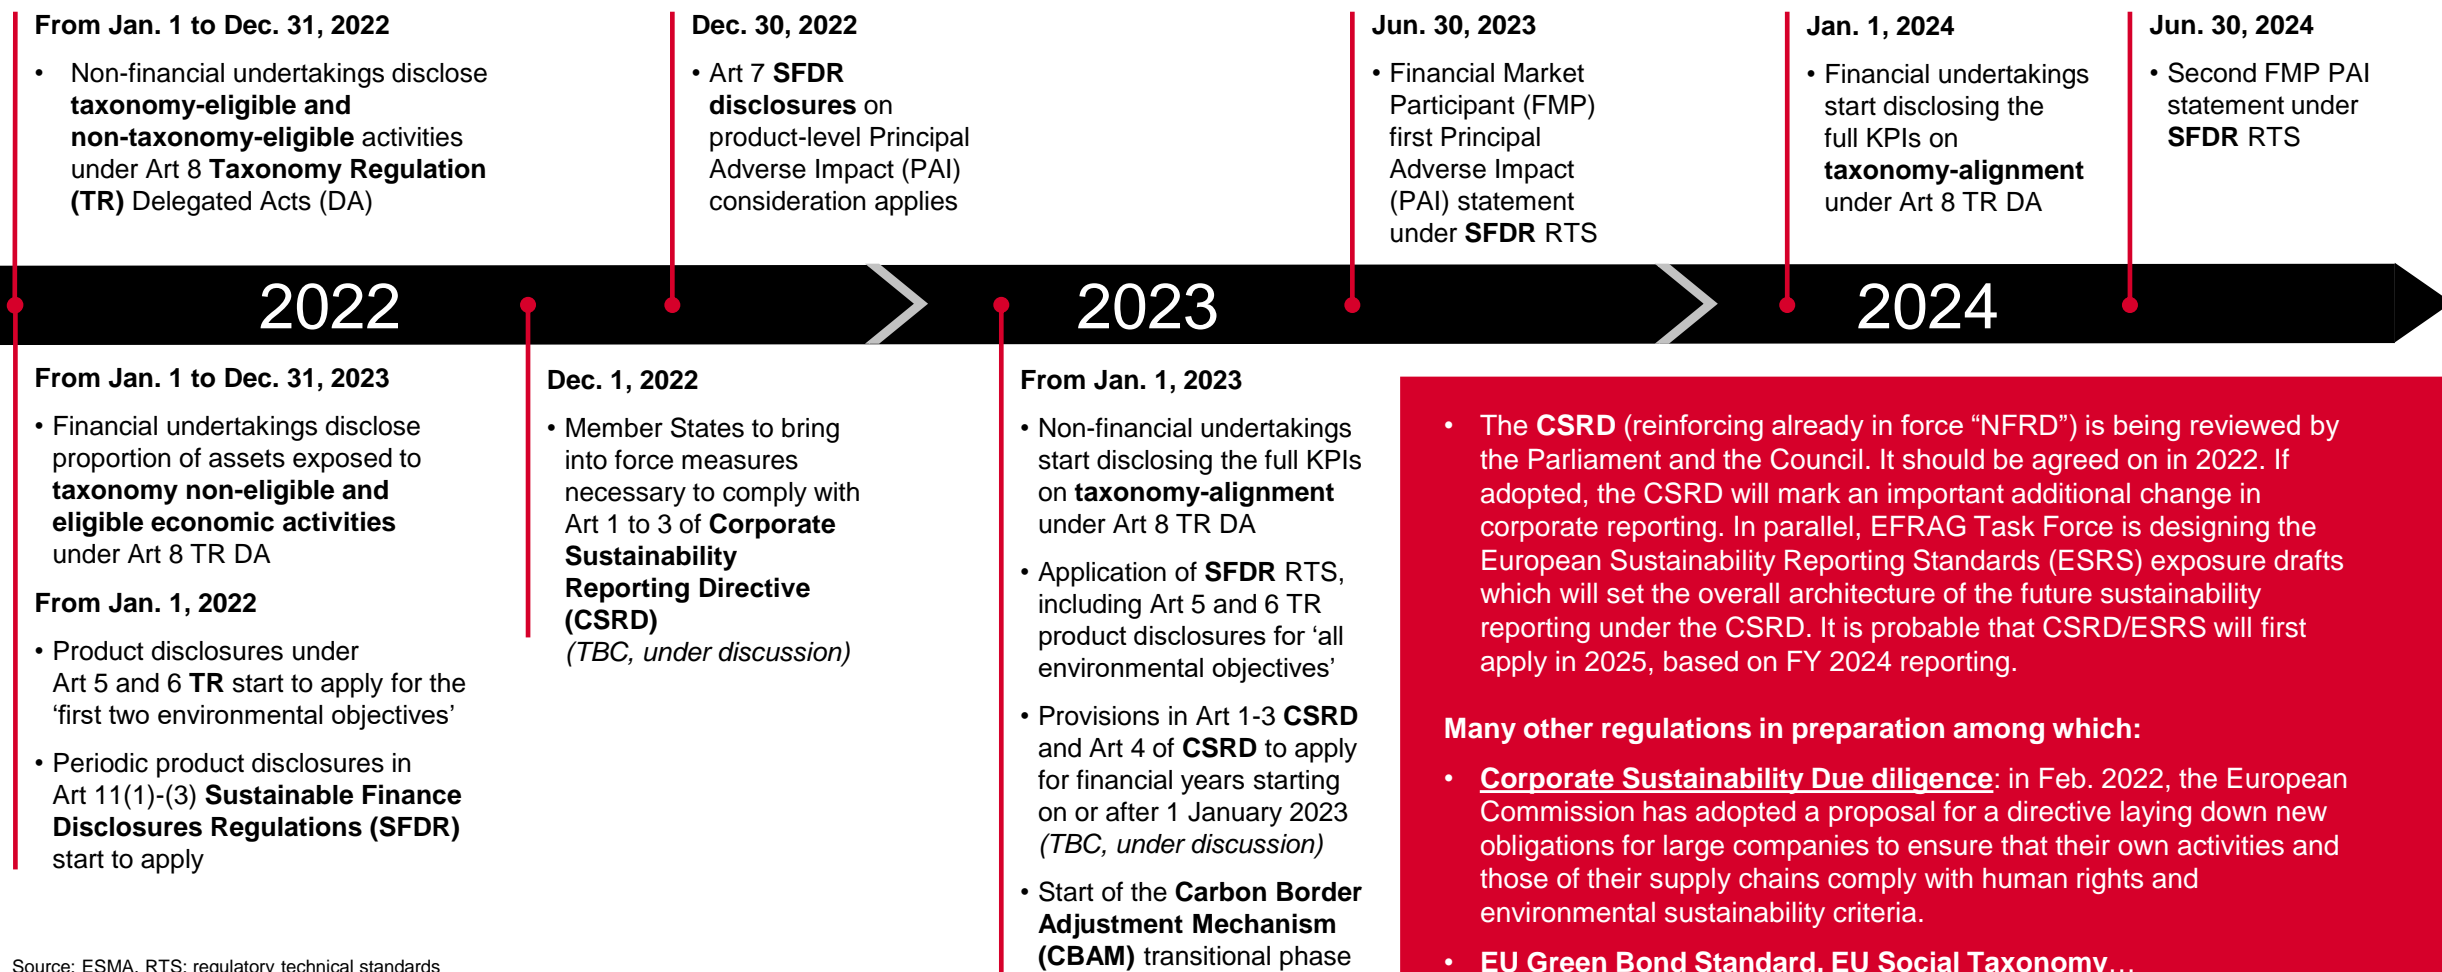 From Jan. 1 to Dec. 31, 2022
• Non-financial undertakings disclose
taxonomy-eligible and
non-taxonomy-eligible activities
under Art 8 Taxonomy Regulation
(TR) Delegated Acts (DA)
Dec. 30, 2022
• Art 7 SFDR
disclosures on
product-level Principal
Adverse Impact (PAI)
consideration applies
Jun. 30, 2023
• Financial Market
Participant (FMP)
first Principal
Adverse Impact
(PAI) statement
under SFDR RTS
Jan. 1, 2024
• Financial undertakings
start disclosing the
full KPIs on
taxonomy-alignment
under Art 8 TR DA
Jun. 30, 2024
• Second FMP PAI
statement under
SFDR RTS
2022
2023
2024
From Jan. 1 to Dec. 31, 2023
• Financial undertakings disclose
proportion of assets exposed to
taxonomy non-eligible and
eligible economic activities
under Art 8 TR DA
From Jan. 1, 2022
• Product disclosures under
Art 5 and 6 TR start to apply for the
‘first two environmental objectives’
• Periodic product disclosures in
Art 11(1)-(3) Sustainable Finance
Disclosures Regulations (SFDR)
start to apply
Dec. 1, 2022
• Member States to bring
into force measures
necessary to comply with
Art 1 to 3 of Corporate
Sustainability
Reporting Directive
(CSRD)
(TBC, under discussion)
From Jan. 1, 2023
• Non-financial undertakings
start disclosing the full KPIs
on taxonomy-alignment
under Art 8 TR DA
• Application of SFDR RTS,
including Art 5 and 6 TR
product disclosures for ‘all
environmental objectives’
• Provisions in Art 1-3 CSRD
and Art 4 of CSRD to apply
for financial years starting
on or after 1 January 2023
(TBC, under discussion)
• Start of the Carbon Border
Adjustment Mechanism
(CBAM) transitional phase
• The CSRD (reinforcing already in force “NFRD”) is being reviewed by
the Parliament and the Council. It should be agreed on in 2022. If
adopted, the CSRD will mark an important additional change in
corporate reporting. In parallel, EFRAG Task Force is designing the
European Sustainability Reporting Standards (ESRS) exposure drafts
which will set the overall architecture of the future sustainability
reporting under the CSRD. It is probable that CSRD/ESRS will first
apply in 2025, based on FY 2024 reporting.
Many other regulations in preparation among which:
• Corporate Sustainability Due diligence: in Feb. 2022, the European
Commission has adopted a proposal for a directive laying down new
obligations for large companies to ensure that their own activities and
those of their supply chains comply with human rights and
environmental sustainability criteria.
• EU Green Bond Standard, EU Social Taxonomy…
Source: ESMA. RTS: regulatory technical standards